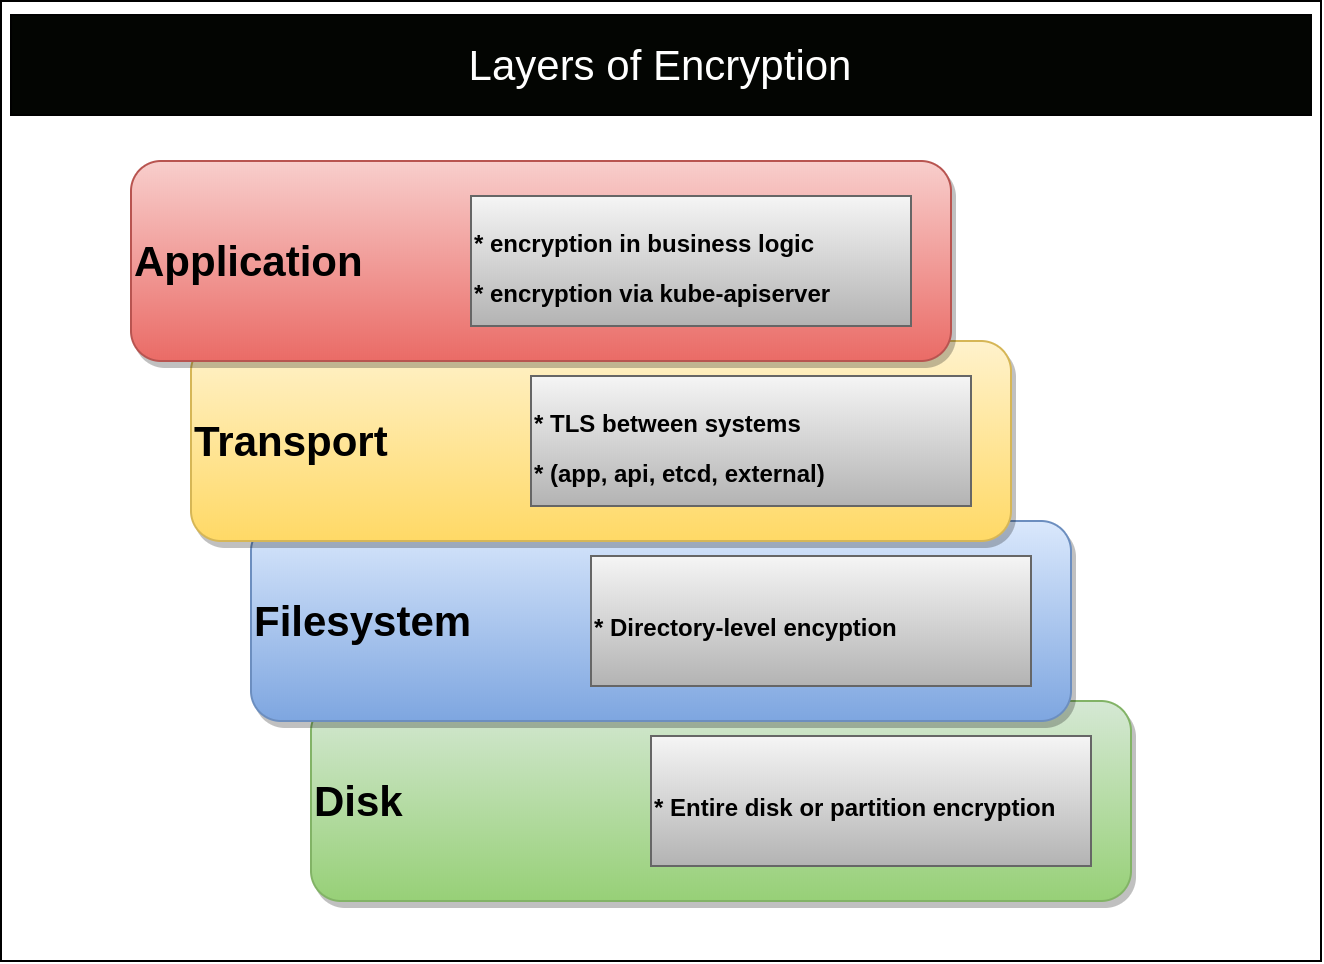 Layers of Encryption
Application
* encryption in business logic
* encryption via kube-apiserver
Transport
* TLS between systems
* (app, api, etcd, external)
Filesystem
* Directory-level encyption
Disk
* Entire disk or partition encryption